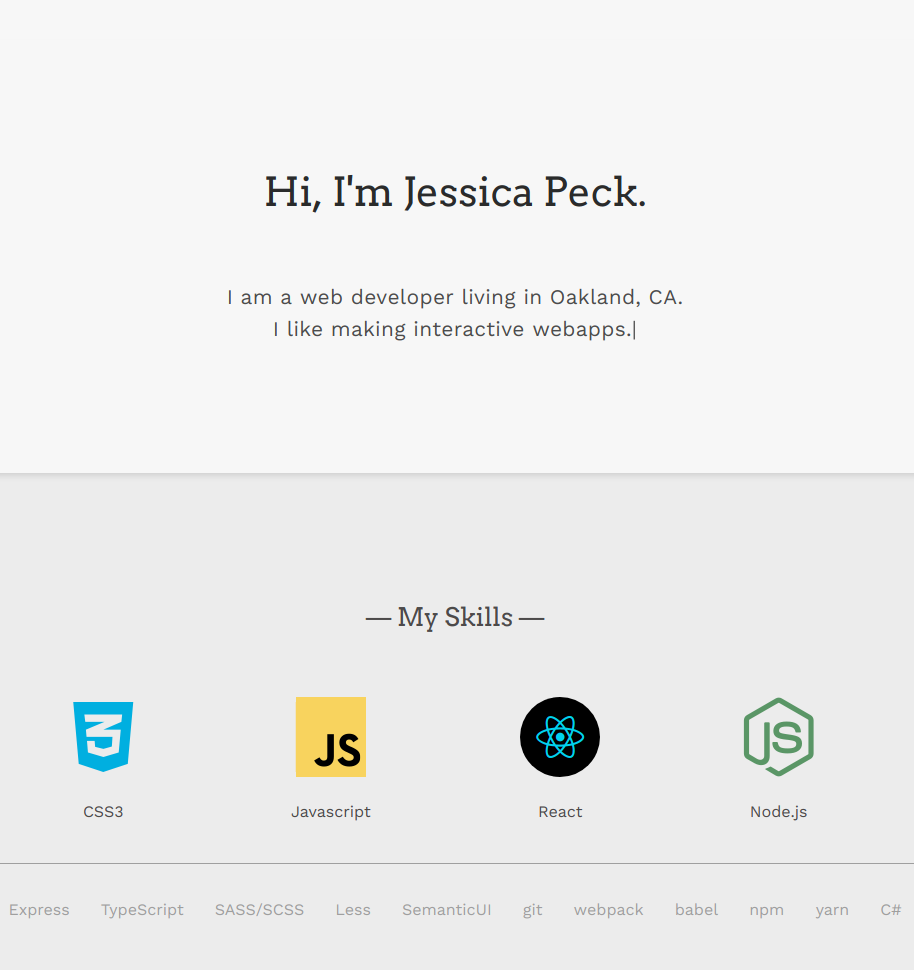 Hi, I'm Jessica Peck.
I am a web developer living in Oakland, CA.
I like making interactive webapps.|
— My Skills —
3
JS
JS
CSS3 Javascript React Node.js
Express TypeScript SASS/SCSS Less SemanticUI git webpack babel npm yarn C#